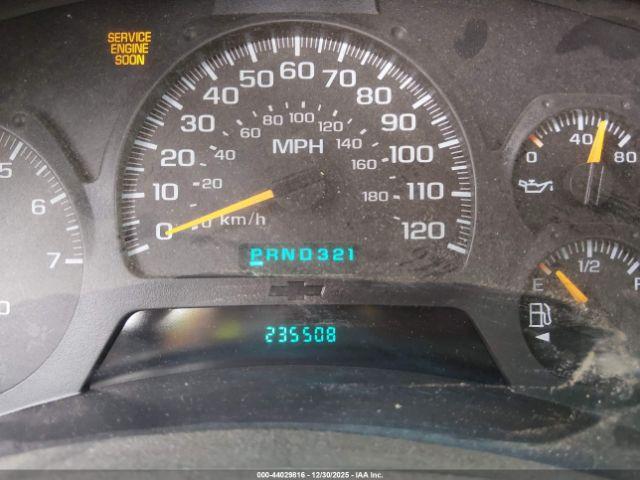 SERVICE
ENGINE
SOON
5
6
7
0
0 10 20 30 40 50 60 70 80 90 100 110 120
MPH
0 20 40 60 80 100 120 140 160 180
km/h
PRND321
235508
0 40 80
E 1/2 F
000-44029816 - 12/30/2025 - IAA Inc.